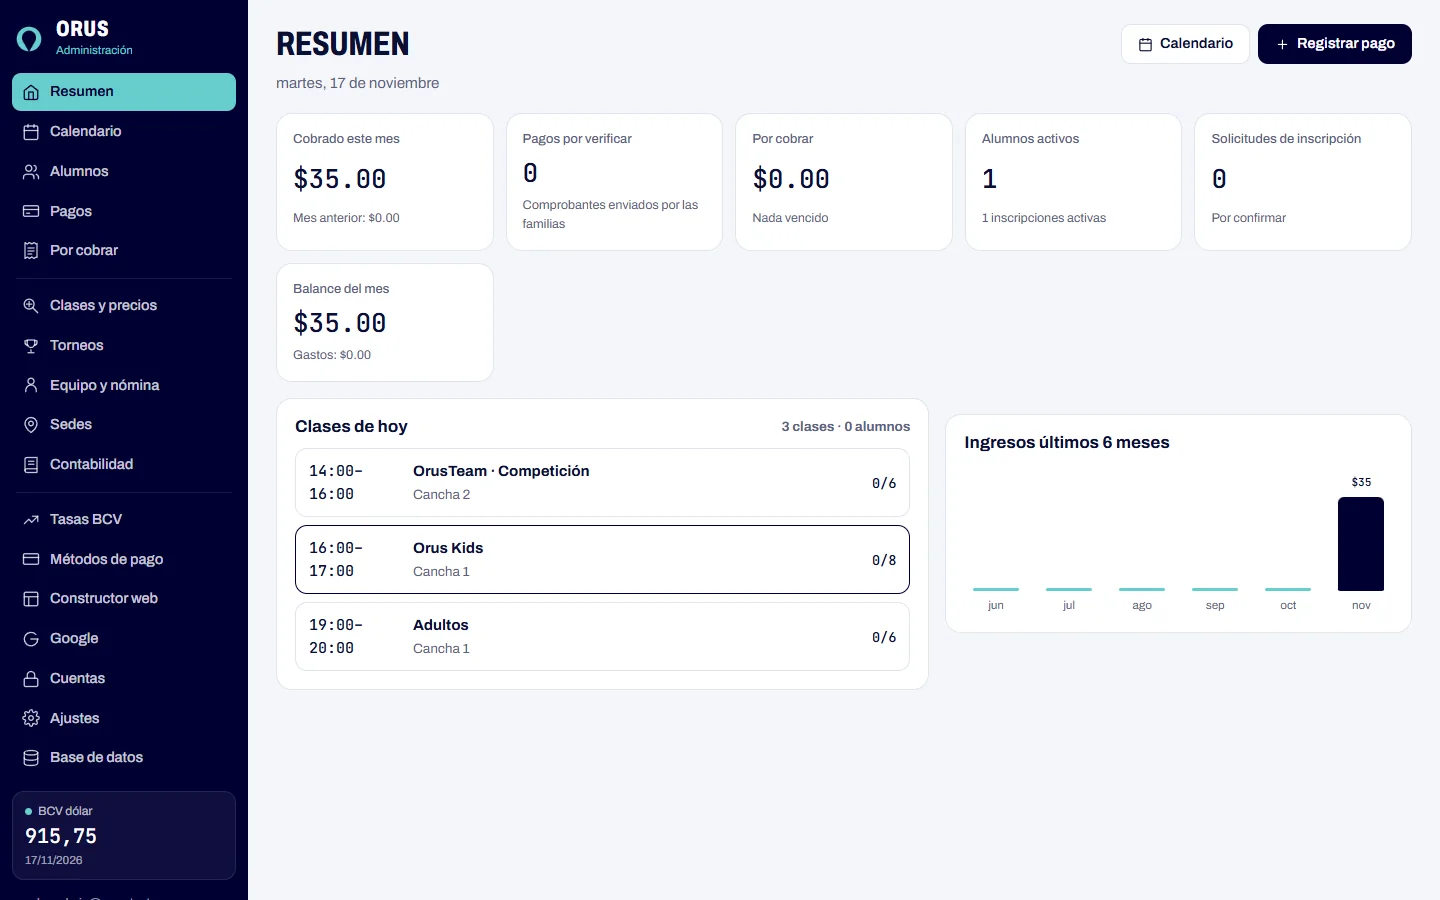 ORUS
Administración
Resumen
Calendario
Alumnos
Pagos
Por cobrar
Clases y precios
Torneos
Equipo y nómina
Sedes
Contabilidad
Tasas BCV
Métodos de pago
Constructor web
Google
Cuentas
Ajustes
Base de datos
BCV dólar
915,75
17/11/2026
RESUMEN
martes, 17 de noviembre
Calendario
+ Registrar pago
Cobrado este mes
$35.00
Mes anterior: $0.00
Pagos por verificar
0
Comprobantes enviados por las
familias
Por cobrar
$0.00
Nada vencido
Alumnos activos
1
1 inscripciones activas
Solicitudes de inscripción
0
Por confirmar
Balance del mes
$35.00
Gastos: $0.00
Clases de hoy
3 clases · 0 alumnos
14:00–
16:00
OrusTeam · Competición
Cancha 2
0/6
16:00–
17:00
Orus Kids
Cancha 1
0/8
19:00–
20:00
Adultos
Cancha 1
0/6
Ingresos últimos 6 meses
$35
jun
jul
ago
sep
oct
nov